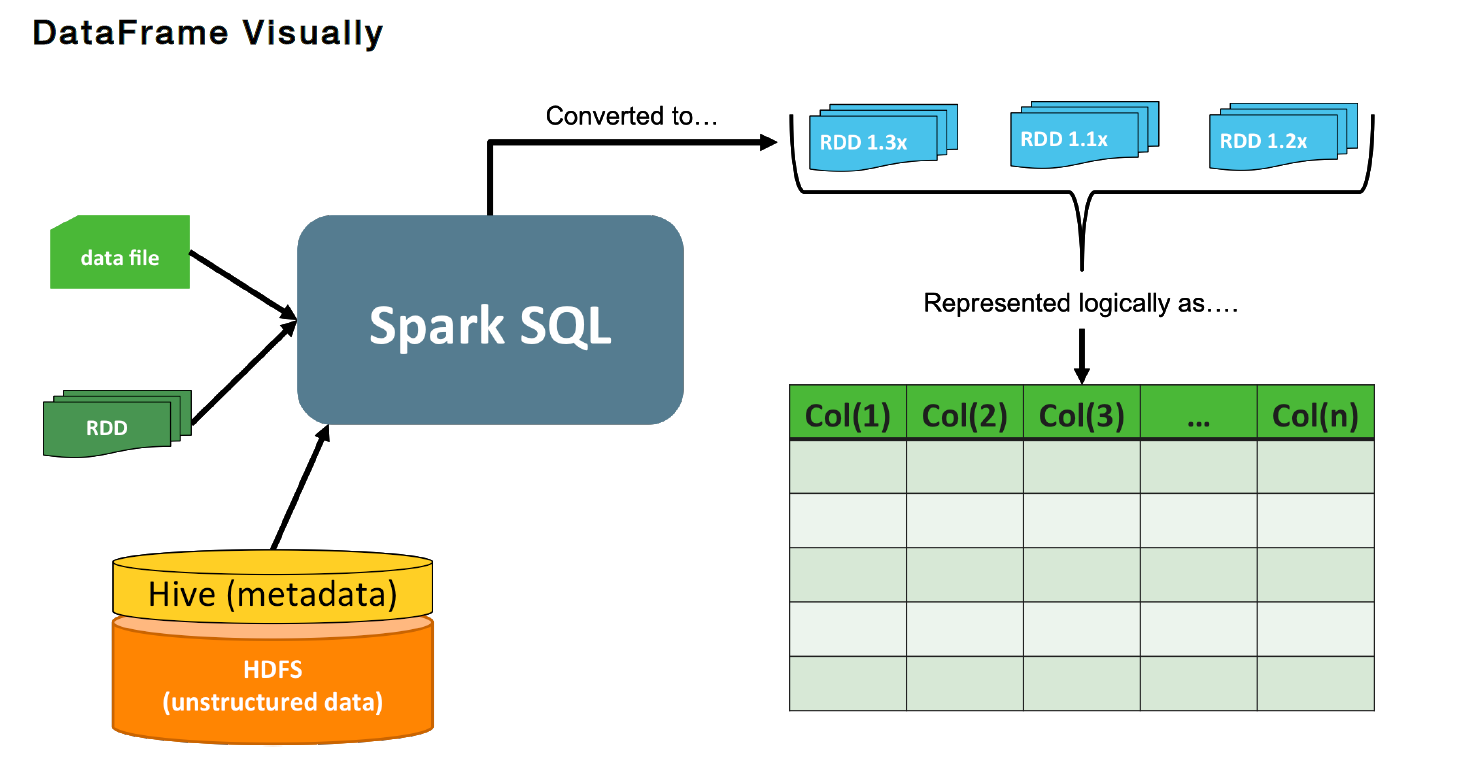 DataFrame Visually
Converted to…
RDD 1.3x
RDD 1.1x
RDD 1.2x
data file
Spark SQL
RDD
Represented logically as….
Col(1)
Col(2)
Col(3)
…
Col(n)
Hive (metadata)
HDFS
(unstructured data)